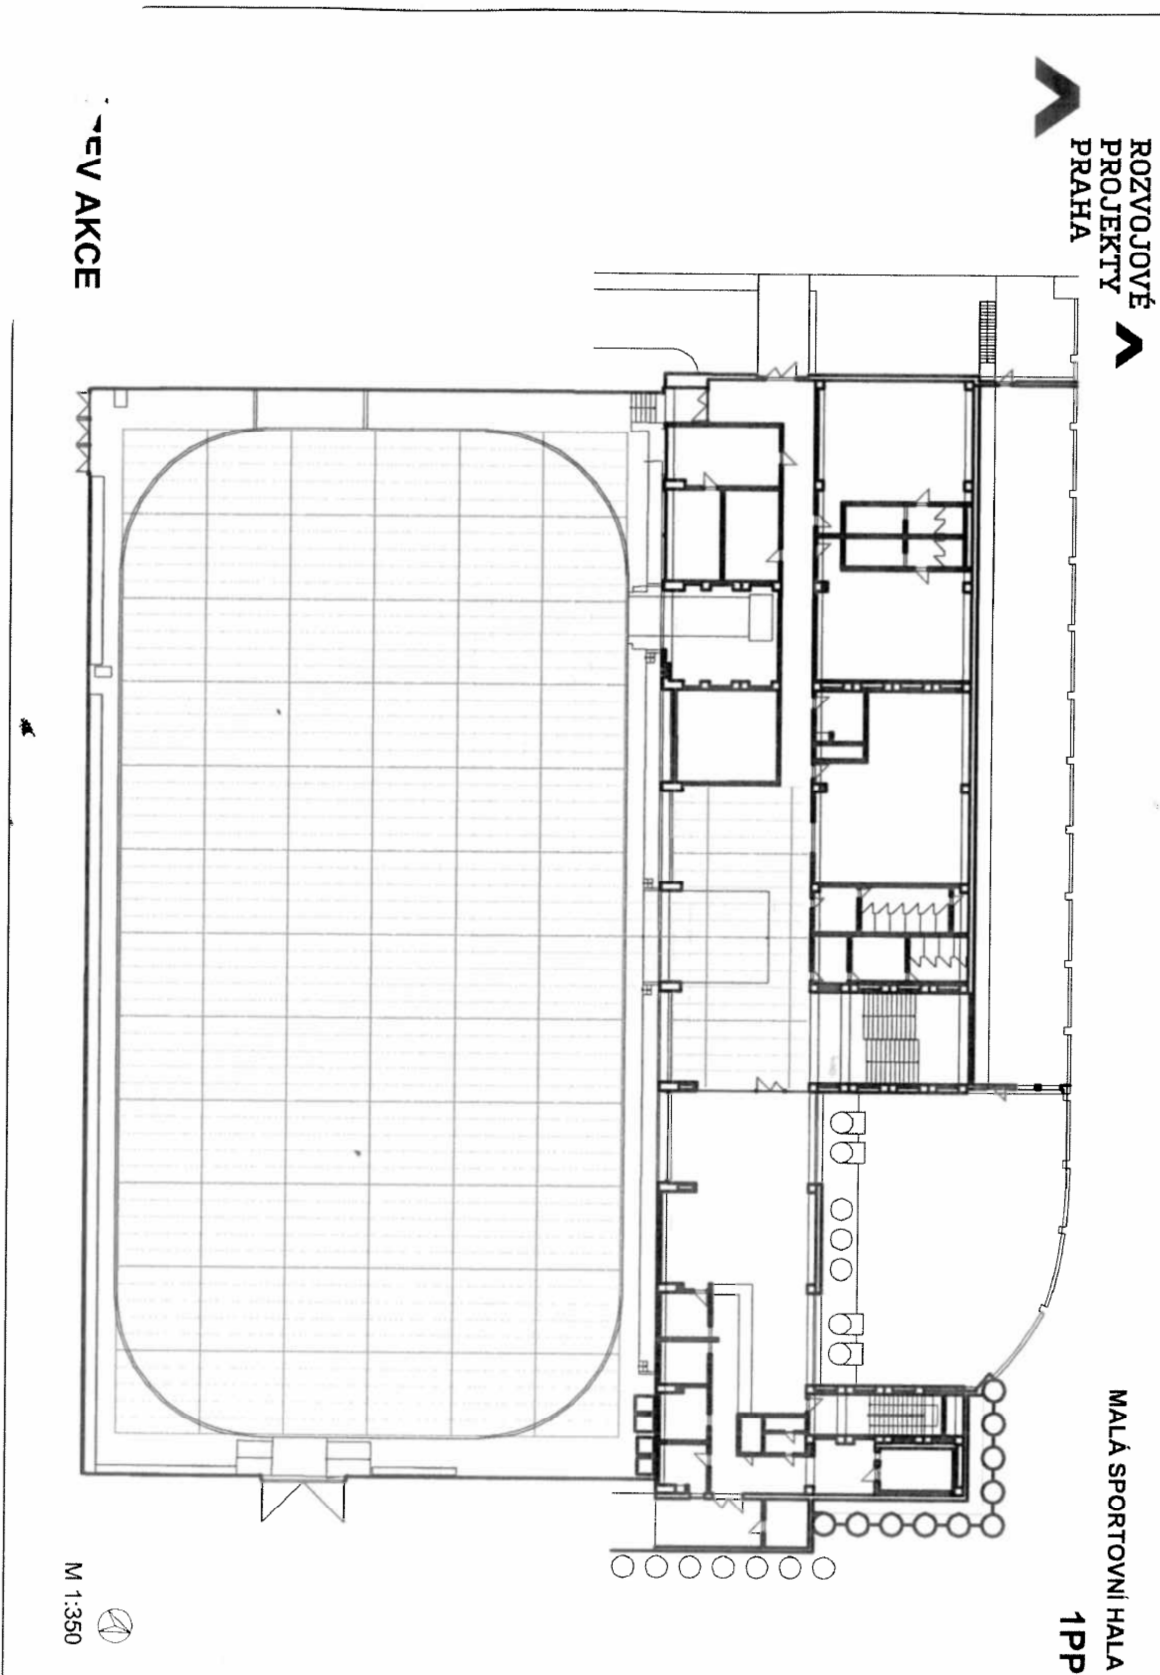 ROZVOJOVÉ
PROJEKTY
PRAHA
AKCE
MALÁ SPORTOVNÍ HALA
1PP
M 1:350